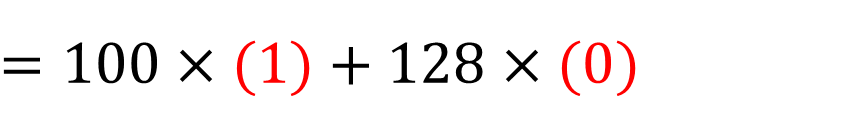 = 100 × (1) + 128 × (0)